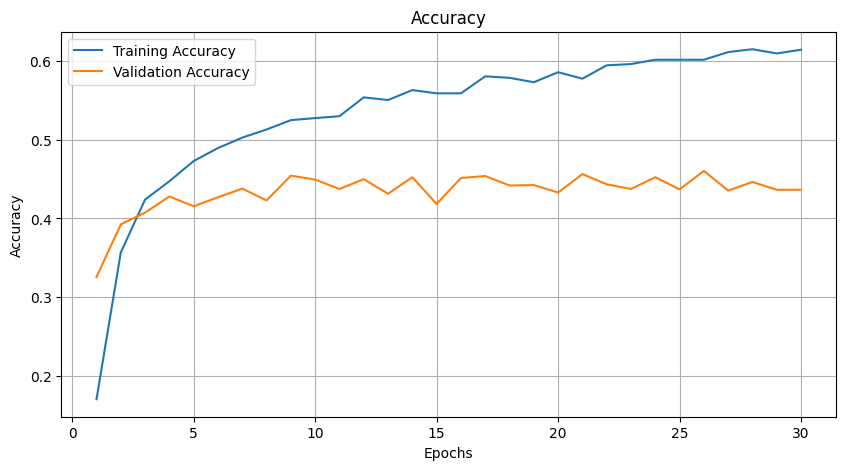 Accuracy
Training Accuracy
Validation Accuracy
0.6
0.5
0.4
0.3
0.2
Accuracy
0 5 10 15 20 25 30
Epochs